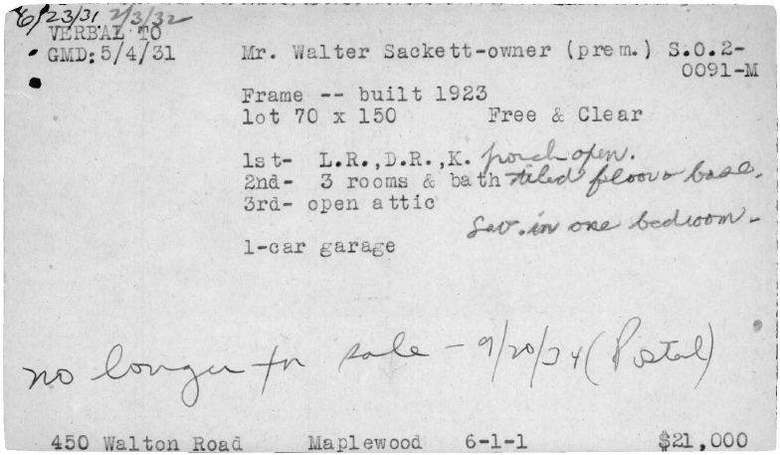 6/23/31 2/3/32
VERBAL TO
GMD: 5/4/31 Mr. Walter Sackett-owner (prem.) S.O.2-
0091-M
Frame -- built 1923
lot 70 x 150 Free & Clear
1st- L.R.,D.R.,K. porch open.
2nd- 3 rooms & bath tiled floor & base.
3rd- open attic
Lav. in one bedroom -
1-car garage
no longer for sale - 9/20/34 (Postal)
450 Walton Road Maplewood 6-1-1 $21,000